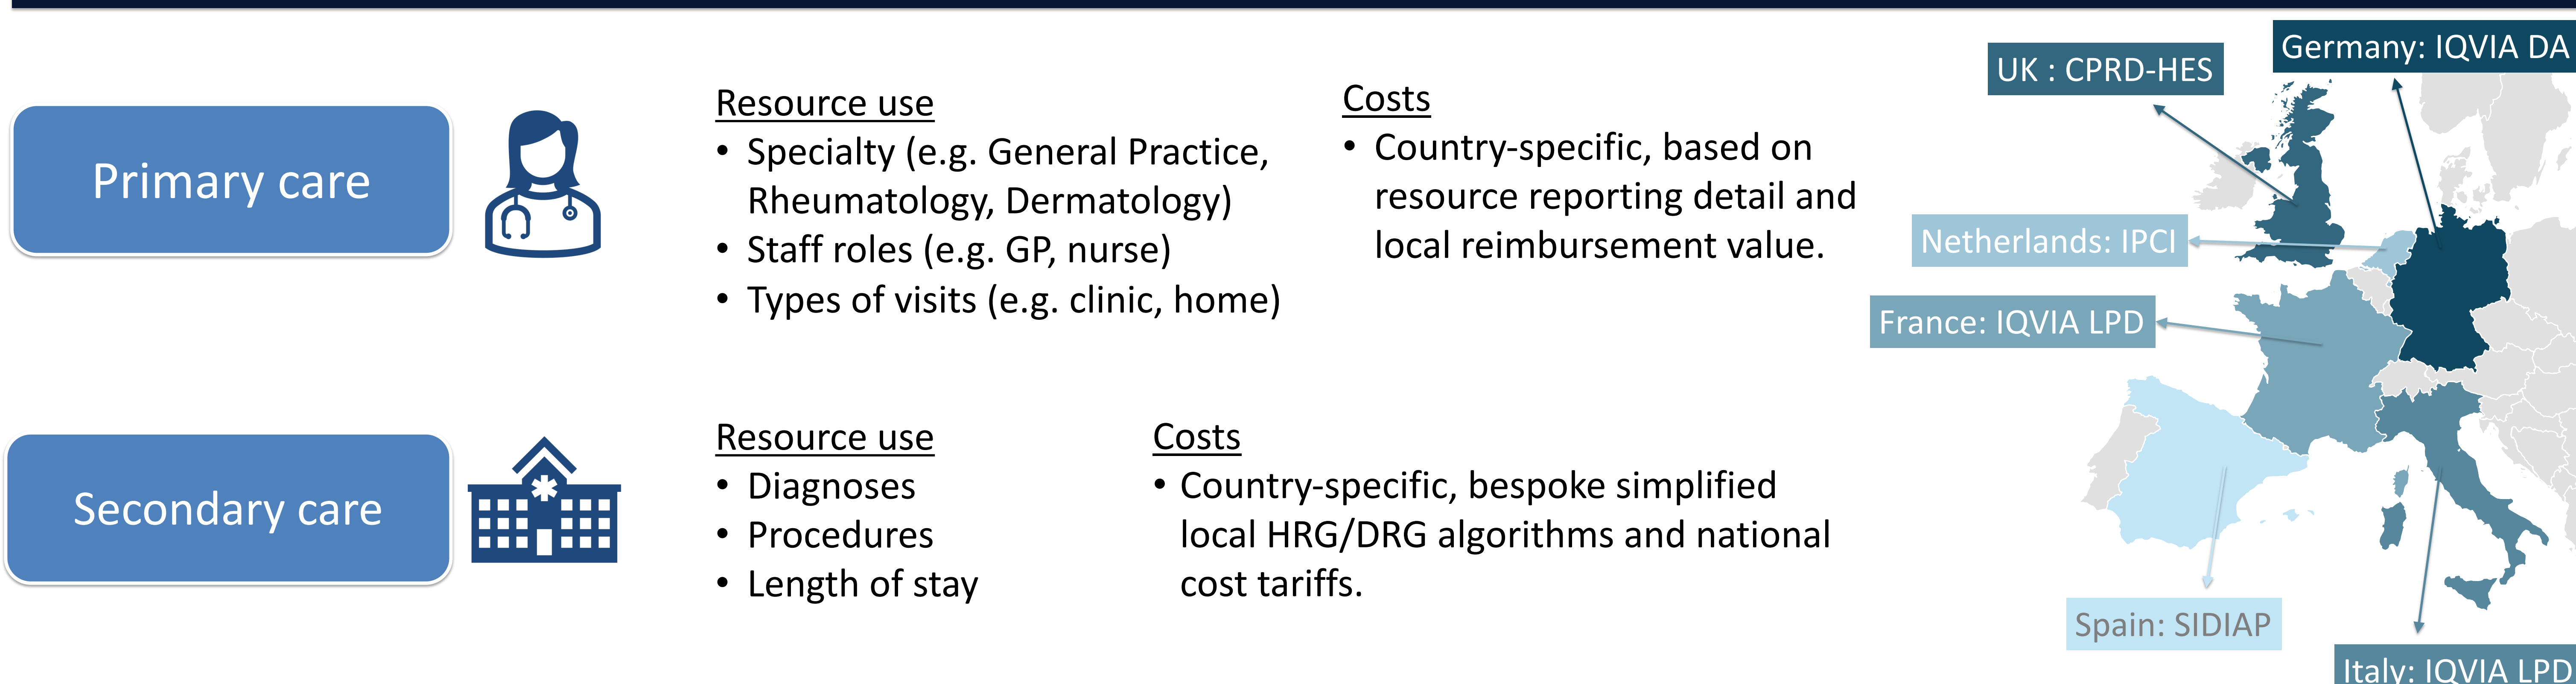 Primary care
Resource use
• Specialty (e.g. General Practice,
Rheumatology, Dermatology)
• Staff roles (e.g. GP, nurse)
• Types of visits (e.g. clinic, home)
Costs
• Country-specific, based on
resource reporting detail and
local reimbursement value.
Secondary care
Resource use
• Diagnoses
• Procedures
• Length of stay
Costs
• Country-specific, bespoke simplified
local HRG/DRG algorithms and national
cost tariffs.
UK : CPRD-HES
Germany: IQVIA DA
Netherlands: IPCI
France: IQVIA LPD
Spain: SIDIAP
Italy: IQVIA LPD